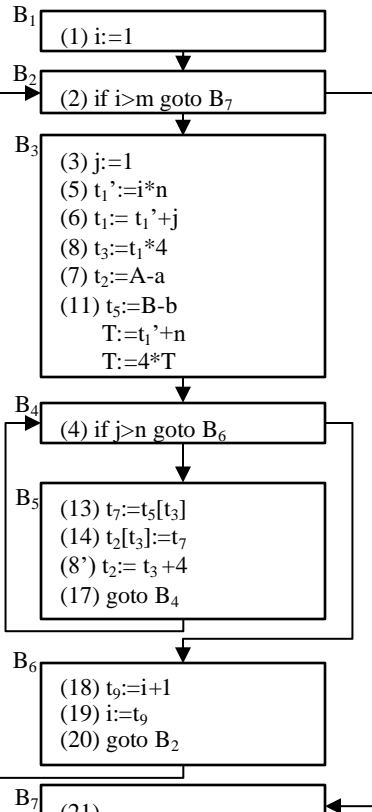 B₁
(1) i:=1
B₂
(2) if i>m goto B₇
B₃
(3) j:=1
(5) t₁’:=i*n
(6) t₁:= t₁’+j
(8) t₃:=t₁*4
(7) t₂:=A-a
(11) t₅:=B-b
T:=t₁’+n
T:=4*T
B₄
(4) if j>n goto B₆
B₅
(13) t₇:=t₅[t₃]
(14) t₂[t₃]:=t₇
(8’) t₂:= t₃+4
(17) goto B₄
B₆
(18) t₉:=i+1
(19) i:=t₉
(20) goto B₂
B₇
(21)